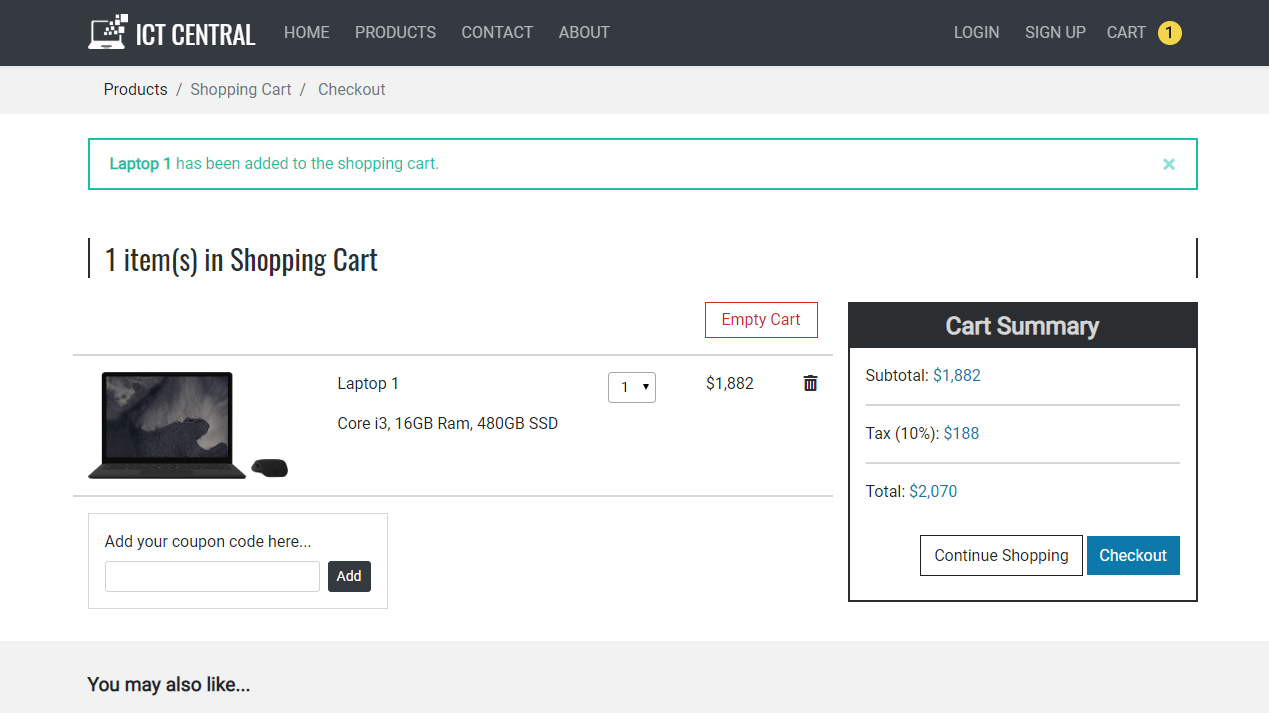 ICT CENTRAL HOME PRODUCTS CONTACT ABOUT LOGIN SIGN UP CART 1
Products / Shopping Cart / Checkout
Laptop 1 has been added to the shopping cart. ×
1 item(s) in Shopping Cart
Empty Cart
Laptop 1 1 $1,882
Core i3, 16GB Ram, 480GB SSD
Add your coupon code here...
Add
Cart Summary
Subtotal: $1,882
Tax (10%): $188
Total: $2,070
Continue Shopping Checkout
You may also like...